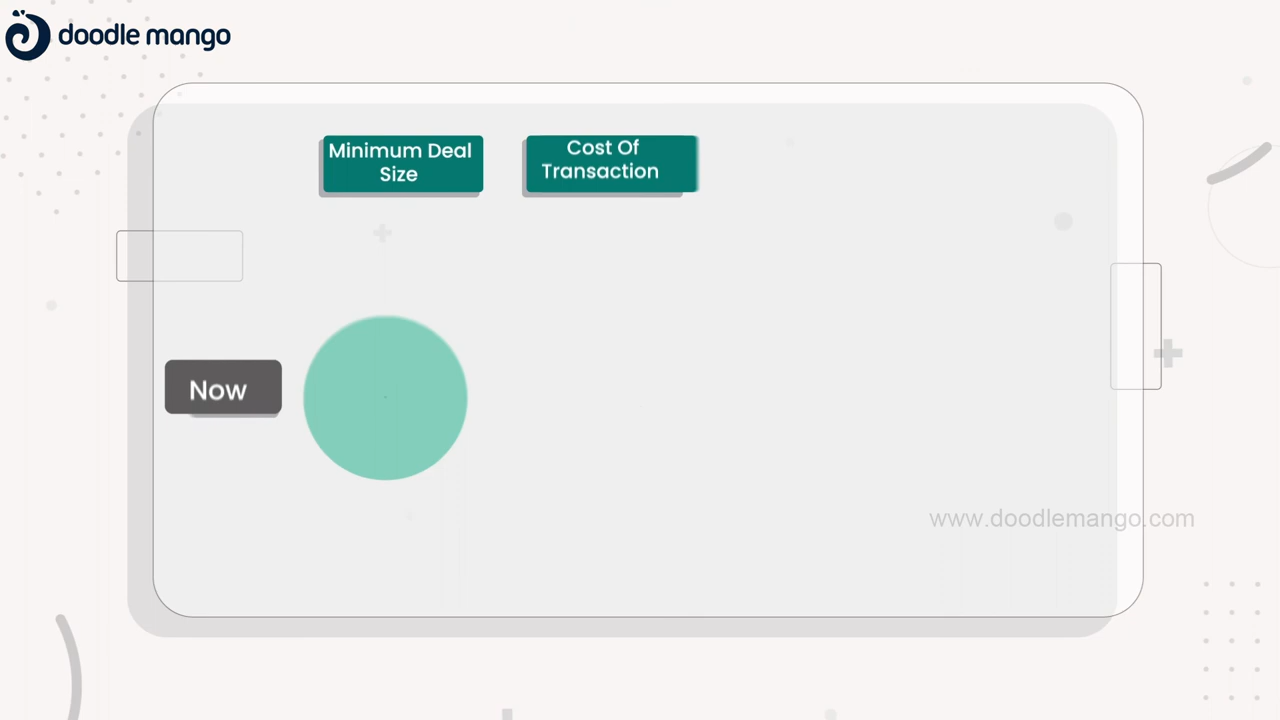 doodle mango
Minimum Deal
Size
Cost Of
Transaction
Now
www.doodlemango.com